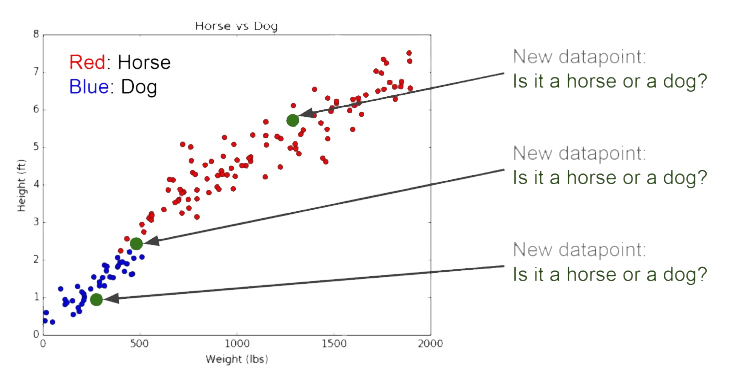 Horse vs Dog
Red: Horse
Blue: Dog
New datapoint:
Is it a horse or a dog?
New datapoint:
Is it a horse or a dog?
New datapoint:
Is it a horse or a dog?
Height (ft)
8
7
6
5
4
3
2
1
0
0 500 1000 1500 2000
Weight (lbs)